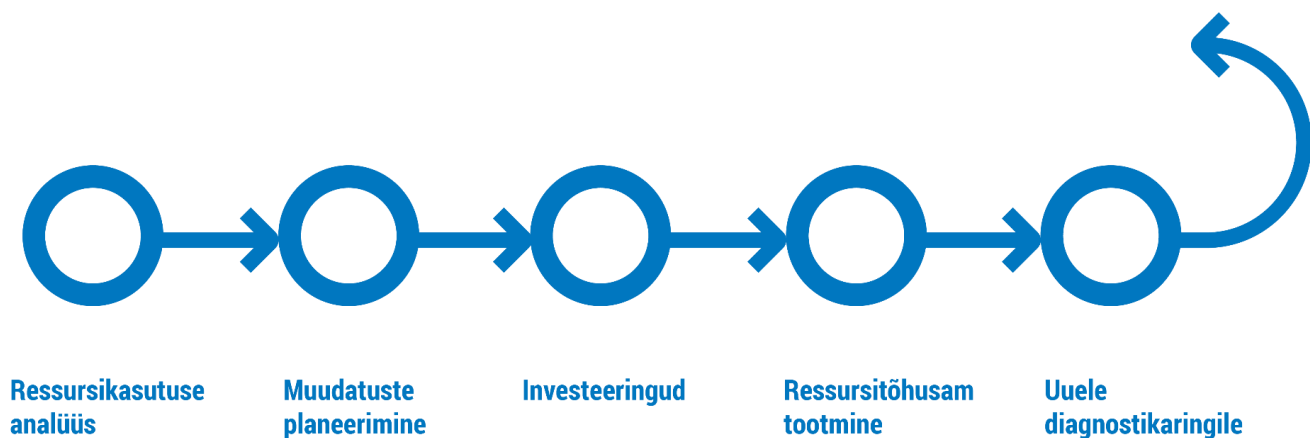 Ressursikasutuse
analüüs
Muudatuste
planeerimine
Investeeringud
Ressursitõhusam
tootmine
Uuele
diagnostikaringile